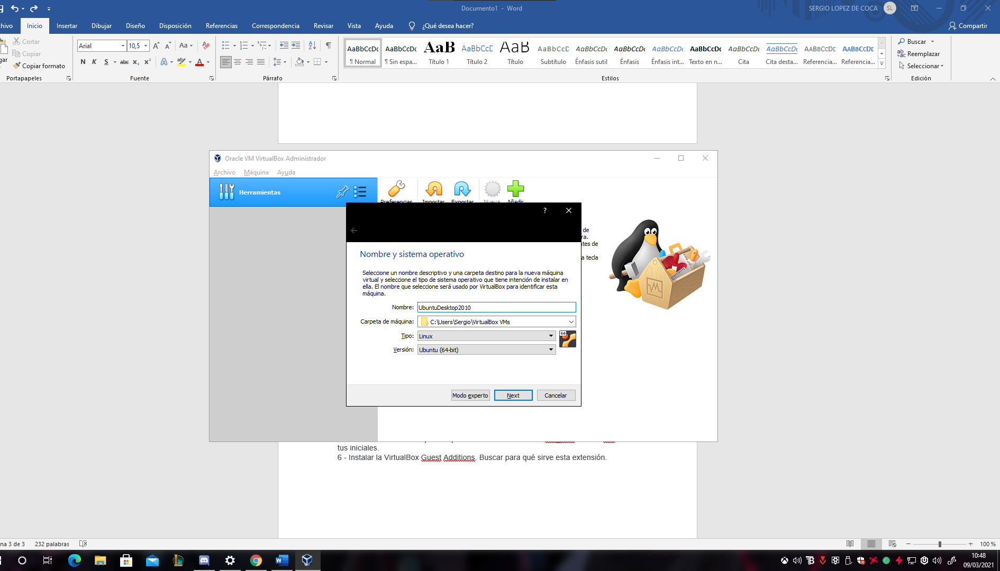 Documento1 - Word
SERGIO LOPEZ DE COCA
SL
hivo
Inicio
Insertar
Dibujar
Diseño
Disposición
Referencias
Correspondencia
Revisar
Vista
Ayuda
¿Qué desea hacer?
Compartir
gar
Cortar
Copiar
Copiar formato
Portapapeles
Arial
10,5
Aa
N K S abc x₂ x²
Fuente
Párrafo
AaBbCcDc
¶ Normal
AaBbCcDc
¶ Sin espa...
AaBb
Título 1
AaBbCcD
Título 2
AaBb
Título
AaBbCcD
Subtítulo
AaBbCcDc
Énfasis sutil
AaBbCcDc
Énfasis
AaBbCcDc
Énfasis int...
AaBbCcDc
Texto en n...
AaBbCcDc
Cita
AaBbCcDc
Cita desta...
AABBCCDE
Referencia...
AABBCCDE
Referencia...
Estilos
Buscar
Reemplazar
Seleccionar
Edición
Oracle VM VirtualBox Administrador
Archivo Máquina Ayuda
Herramientas
Preferencias
Importar
Exportar
Nueva
Añadir
de
ra.
ntes de
a tecla
?
Nombre y sistema operativo
Seleccione un nombre descriptivo y una carpeta destino para la nueva máquina
virtual y seleccione el tipo de sistema operativo que tiene intención de instalar en
ella. El nombre que seleccione será usado por VirtualBox para identificar esta
máquina.
Nombre: UbuntuDesktop2010
Carpeta de máquina: C:\Users\Sergio\VirtualBox VMs
Tipo: Linux
64
Versión: Ubuntu (64-bit)
Modo experto
Next
Cancelar
tus iniciales.
6 - Instalar la VirtualBox Guest Additions. Buscar para qué sirve esta extensión.
na 3 de 3
232 palabras
100 %
10:48
09/03/2021